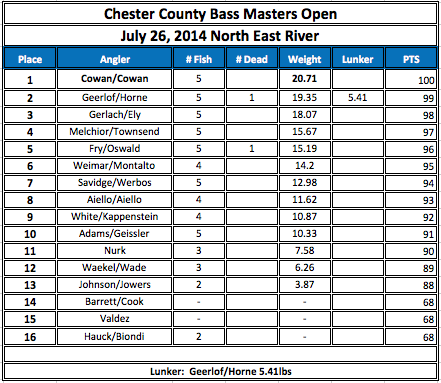 Chester County Bass Masters Open
July 26, 2014 North East River
Place Angler # Fish # Dead Weight Lunker PTS
1 Cowan/Cowan 5 20.71 100
2 Geerlof/Horne 5 1 19.35 5.41 99
3 Gerlach/Ely 5 18.07 98
4 Melchior/Townsend 5 15.67 97
5 Fry/Oswald 5 1 15.19 96
6 Weimar/Montalto 4 14.2 95
7 Savidge/Werbos 5 12.98 94
8 Aiello/Aiello 4 11.62 93
9 White/Kappenstein 4 10.87 92
10 Adams/Geissler 5 10.33 91
11 Nurk 3 7.58 90
12 Waekel/Wade 3 6.26 89
13 Johnson/Jowers 2 3.87 88
14 Barrett/Cook - - 68
15 Valdez - - 68
16 Hauck/Biondi 2 - 68
Lunker: Geerlof/Horne 5.41lbs